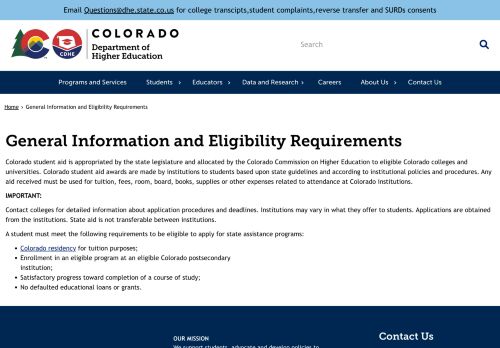 Email Questions@dhe.state.co.us for college transcipts,student complaints,reverse transfer and SURDs consents
CDHE
COLORADO
Department of
Higher Education
Search
Programs and Services
Students
Educators
Data and Research
Careers
About Us
Contact Us
Home > General Information and Eligibility Requirements
General Information and Eligibility Requirements
Colorado student aid is appropriated by the state legislature and allocated by the Colorado Commission on Higher Education to eligible Colorado colleges and
universities. Colorado student aid awards are made by institutions to students based upon state guidelines and according to institutional policies and procedures. Any
aid received must be used for tuition, fees, room, board, books, supplies or other expenses related to attendance at Colorado institutions.
IMPORTANT:
Contact colleges for detailed information about application procedures and deadlines. Institutions may vary in what they offer to students. Applications are obtained
from the institutions. State aid is not transferable between institutions.
A student must meet the following requirements to be eligible to apply for state assistance programs:
Colorado residency for tuition purposes;
Enrollment in an eligible program at an eligible Colorado postsecondary
institution;
Satisfactory progress toward completion of a course of study;
No defaulted educational loans or grants.
OUR MISSION
We support students, advocate and develop policies to
Contact Us